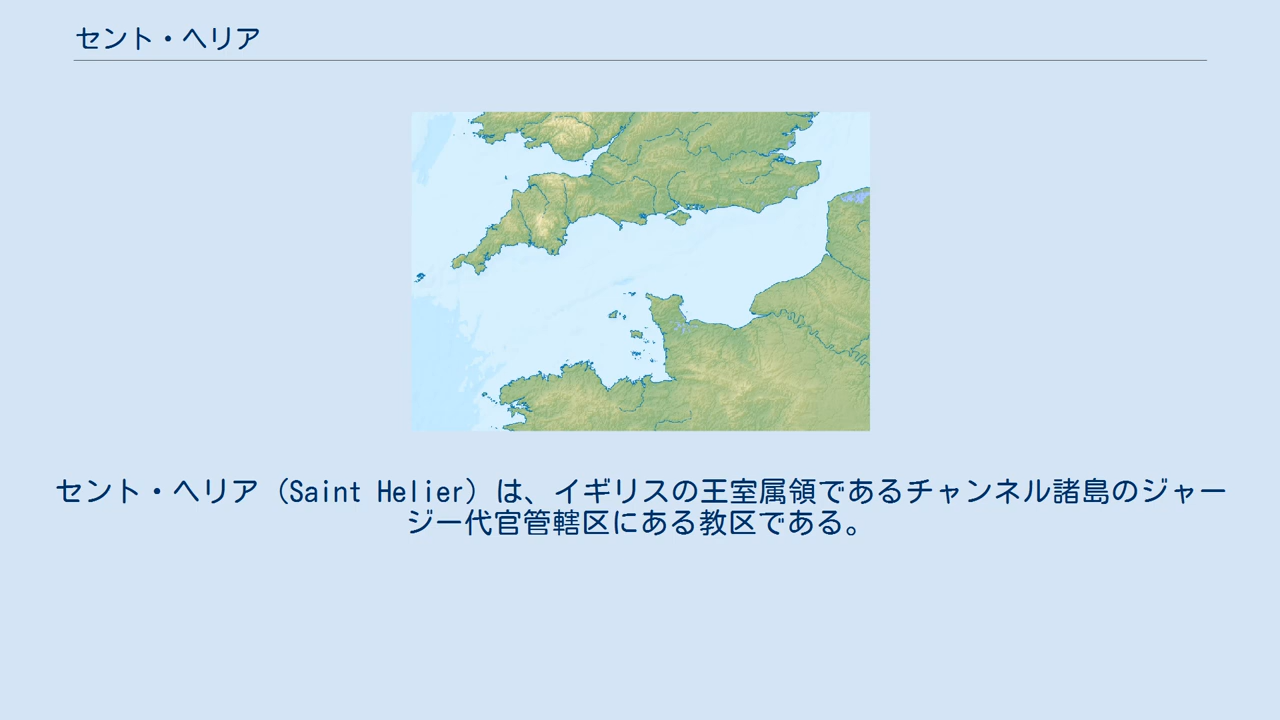 セント・ヘリア
セント・ヘリア（Saint Helier）は、イギリスの王室属領であるチャンネル諸島のジャー
ジー代官管轄区にある教区である。